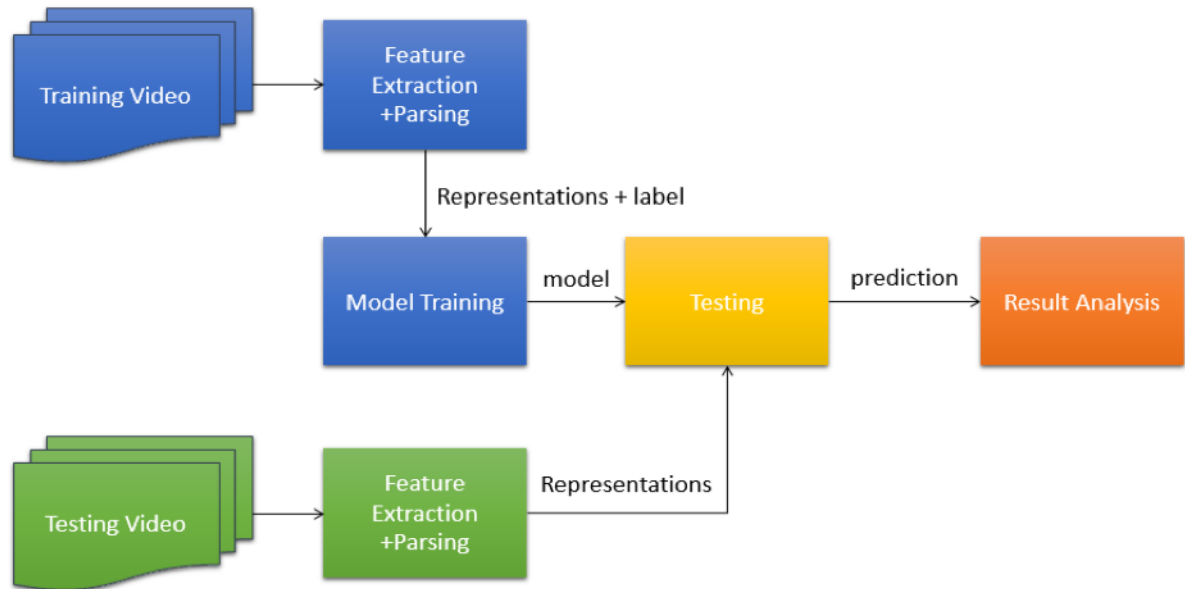 Training Video
Feature
Extraction
+Parsing
Representations + label
Model Training
model
Testing
prediction
Result Analysis
Testing Video
Feature
Extraction
+Parsing
Representations